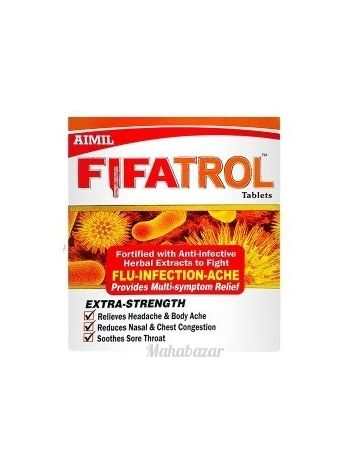 AIMIL
FIFATROL™
Tablets
Fortified with Anti-infective
Herbal Extracts to Fight
FLU-INFECTION-ACHE
Provides Multi-symptom Relief
EXTRA-STRENGTH
Relieves Headache & Body Ache
Reduces Nasal & Chest Congestion
Soothes Sore Throat
Mahabazar